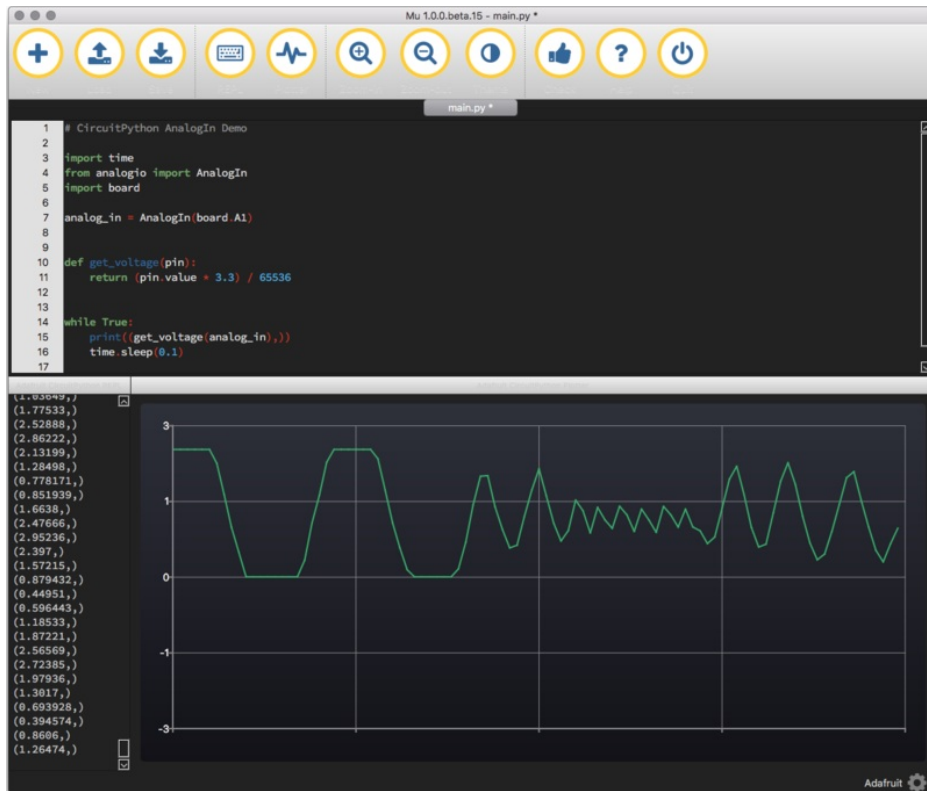 Mu 1.0.0.beta.15 - main.py *
main.py *
1 # CircuitPython AnalogIn Demo
2
3 import time
4 from analogio import AnalogIn
5 import board
6
7 analog_in = AnalogIn(board.A1)
8
9
10 def get_voltage(pin):
11     return (pin.value * 3.3) / 65536
12
13
14 while True:
15     print((get_voltage(analog_in),))
16     time.sleep(0.1)
17
(1.03649,)
(1.77533,)
(2.52888,)
(2.86222,)
(2.13199,)
(1.28498,)
(0.778171,)
(0.851939,)
(1.6638,)
(2.47666,)
(2.95236,)
(2.397,)
(1.57215,)
(0.879432,)
(0.44951,)
(0.596443,)
(1.18533,)
(1.87221,)
(2.56569,)
(2.72385,)
(1.97936,)
(1.3017,)
(0.693928,)
(0.394574,)
(0.8606,)
(1.26474,)
3
1
0
-1
-3
Adafruit